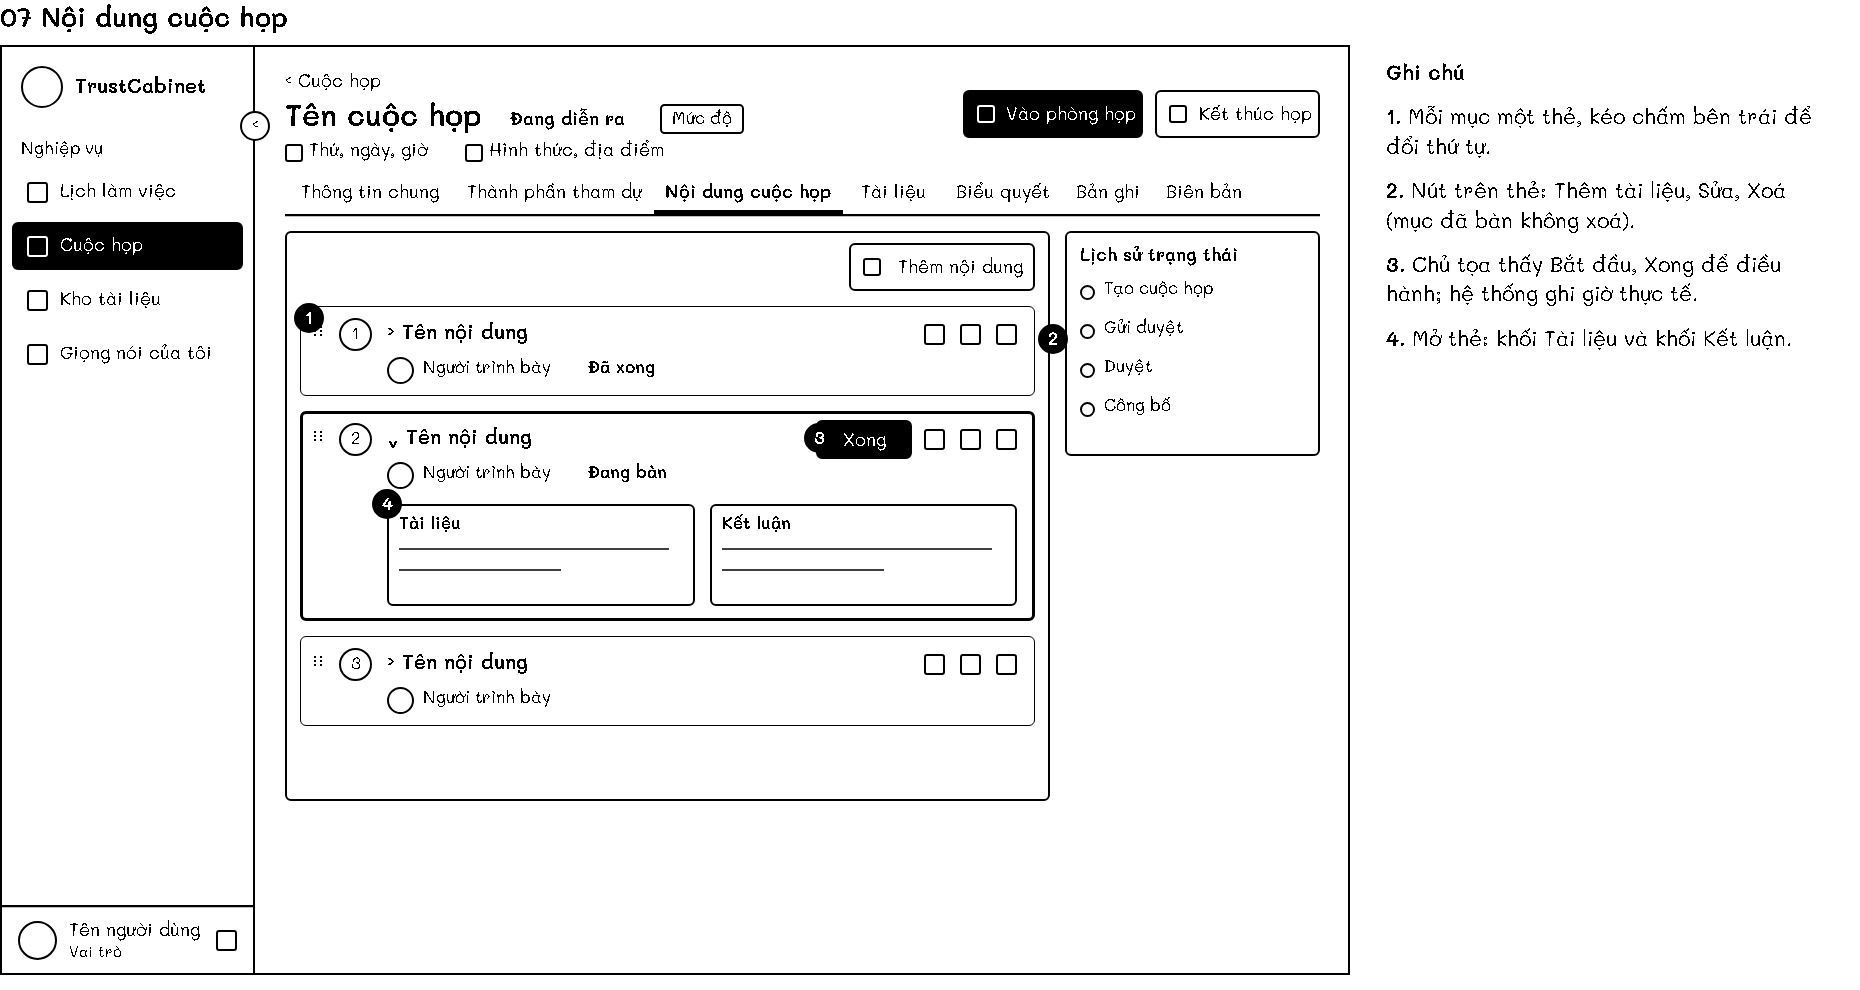 07 Nội dung cuộc họp
TrustCabinet
<
Nghiệp vụ
Lịch làm việc
Cuộc họp
Kho tài liệu
Giọng nói của tôi
Tên người dùng
Vai trò
< Cuộc họp
Tên cuộc họp Đang diễn ra Mức độ
Vào phòng họp Kết thúc họp
Thứ, ngày, giờ Hình thức, địa điểm
Thông tin chung Thành phần tham dự Nội dung cuộc họp Tài liệu Biểu quyết Bản ghi Biên bản
Thêm nội dung
1
1 > Tên nội dung
Người trình bày Đã xong
2 v Tên nội dung 3 Xong
Người trình bày Đang bàn
4
Tài liệu Kết luận
3 > Tên nội dung
Người trình bày
Lịch sử trạng thái
Tạo cuộc họp
Gửi duyệt
2
Duyệt
Công bố
Ghi chú
1. Mỗi mục một thẻ, kéo chấm bên trái để
đổi thứ tự.
2. Nút trên thẻ: Thêm tài liệu, Sửa, Xoá
(mục đã bàn không xoá).
3. Chủ tọa thấy Bắt đầu, Xong để điều
hành; hệ thống ghi giờ thực tế.
4. Mở thẻ: khối Tài liệu và khối Kết luận.